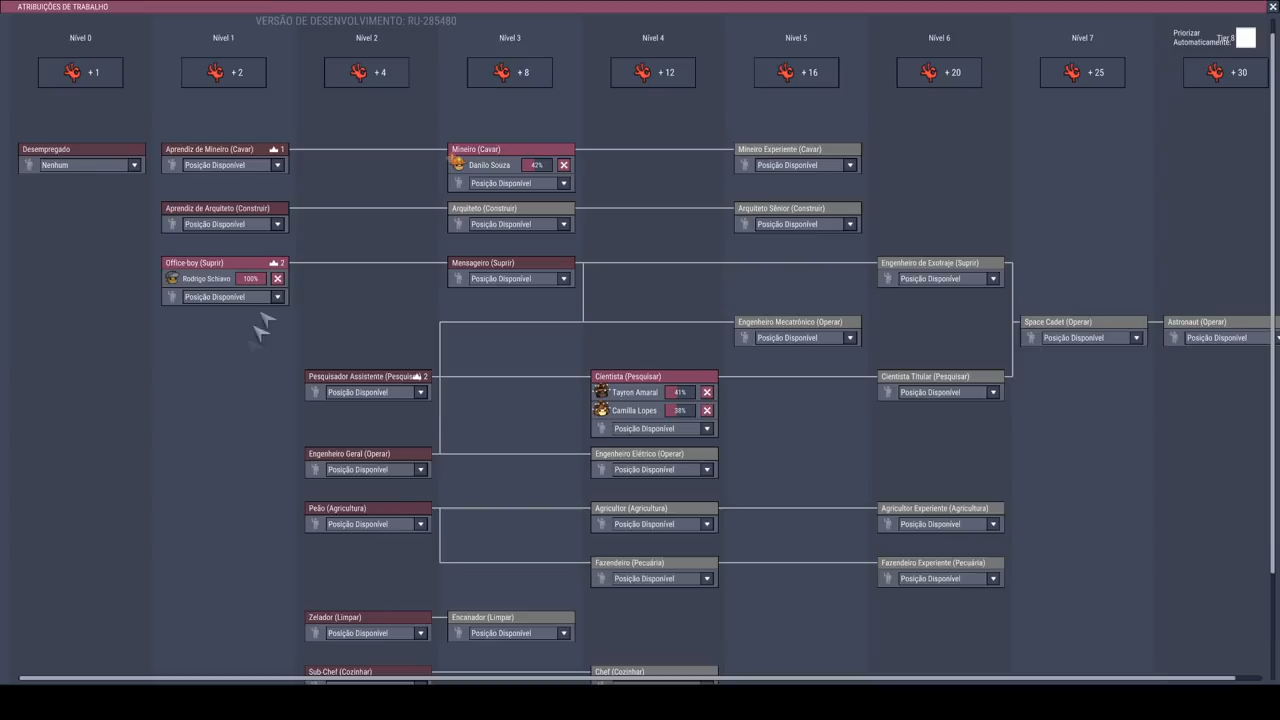 ATRIBUIÇÕES DE TRABALHO
VERSÃO DE DESENVOLVIMENTO: RU-285480
Nível 0
Nível 1
Nível 2
Nível 3
Nível 4
Nível 5
Nível 6
Nível 7
Tier 8
Priorizar
Automaticamente:
+ 1
+ 2
+ 4
+ 8
+ 12
+ 16
+ 20
+ 25
+ 30
Desempregado
Nenhum
Aprendiz de Mineiro (Cavar) 1
Posição Disponível
Mineiro (Cavar)
Danilo Souza 42%
Posição Disponível
Mineiro Experiente (Cavar)
Posição Disponível
Aprendiz de Arquiteto (Construir)
Posição Disponível
Arquiteto (Construir)
Posição Disponível
Arquiteto Sênior (Construir)
Posição Disponível
Office-boy (Suprir) 2
Rodrigo Schiavo 100%
Posição Disponível
Mensageiro (Suprir)
Posição Disponível
Engenheiro de Exotraje (Suprir)
Posição Disponível
Engenheiro Mecatrônico (Operar)
Posição Disponível
Space Cadet (Operar)
Posição Disponível
Astronaut (Operar)
Posição Disponível
Pesquisador Assistente (Pesquisar) 2
Posição Disponível
Cientista (Pesquisar)
Tayron Amaral 41%
Camilla Lopes 38%
Posição Disponível
Cientista Titular (Pesquisar)
Posição Disponível
Engenheiro Geral (Operar)
Posição Disponível
Engenheiro Elétrico (Operar)
Posição Disponível
Peão (Agricultura)
Posição Disponível
Agricultor (Agricultura)
Posição Disponível
Agricultor Experiente (Agricultura)
Posição Disponível
Fazendeiro (Pecuária)
Posição Disponível
Fazendeiro Experiente (Pecuária)
Posição Disponível
Zelador (Limpar)
Posição Disponível
Encanador (Limpar)
Posição Disponível
Sub-Chef (Cozinhar)
Chef (Cozinhar)